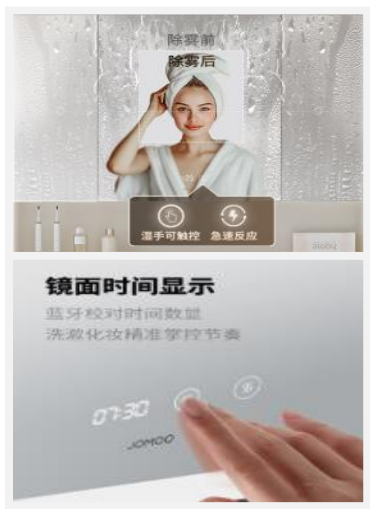 除雾前
除雾后
湿手可触控 急速反应
镜面时间显示
蓝牙校对时间数显
洗漱化妆精准掌控节奏
07:30
JOMOO